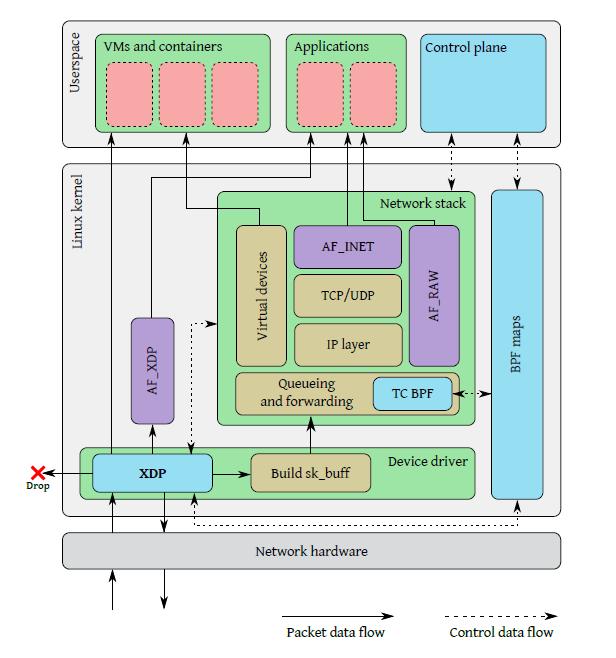 Userspace
VMs and containers
Applications
Control plane
Linux kernel
Network stack
Virtual devices
AF_INET
AF_RAW
TCP/UDP
IP layer
BPF maps
AF_XDP
Queueing
and forwarding
TC BPF
Device driver
XDP
Build sk_buff
Drop
Network hardware
Packet data flow
Control data flow